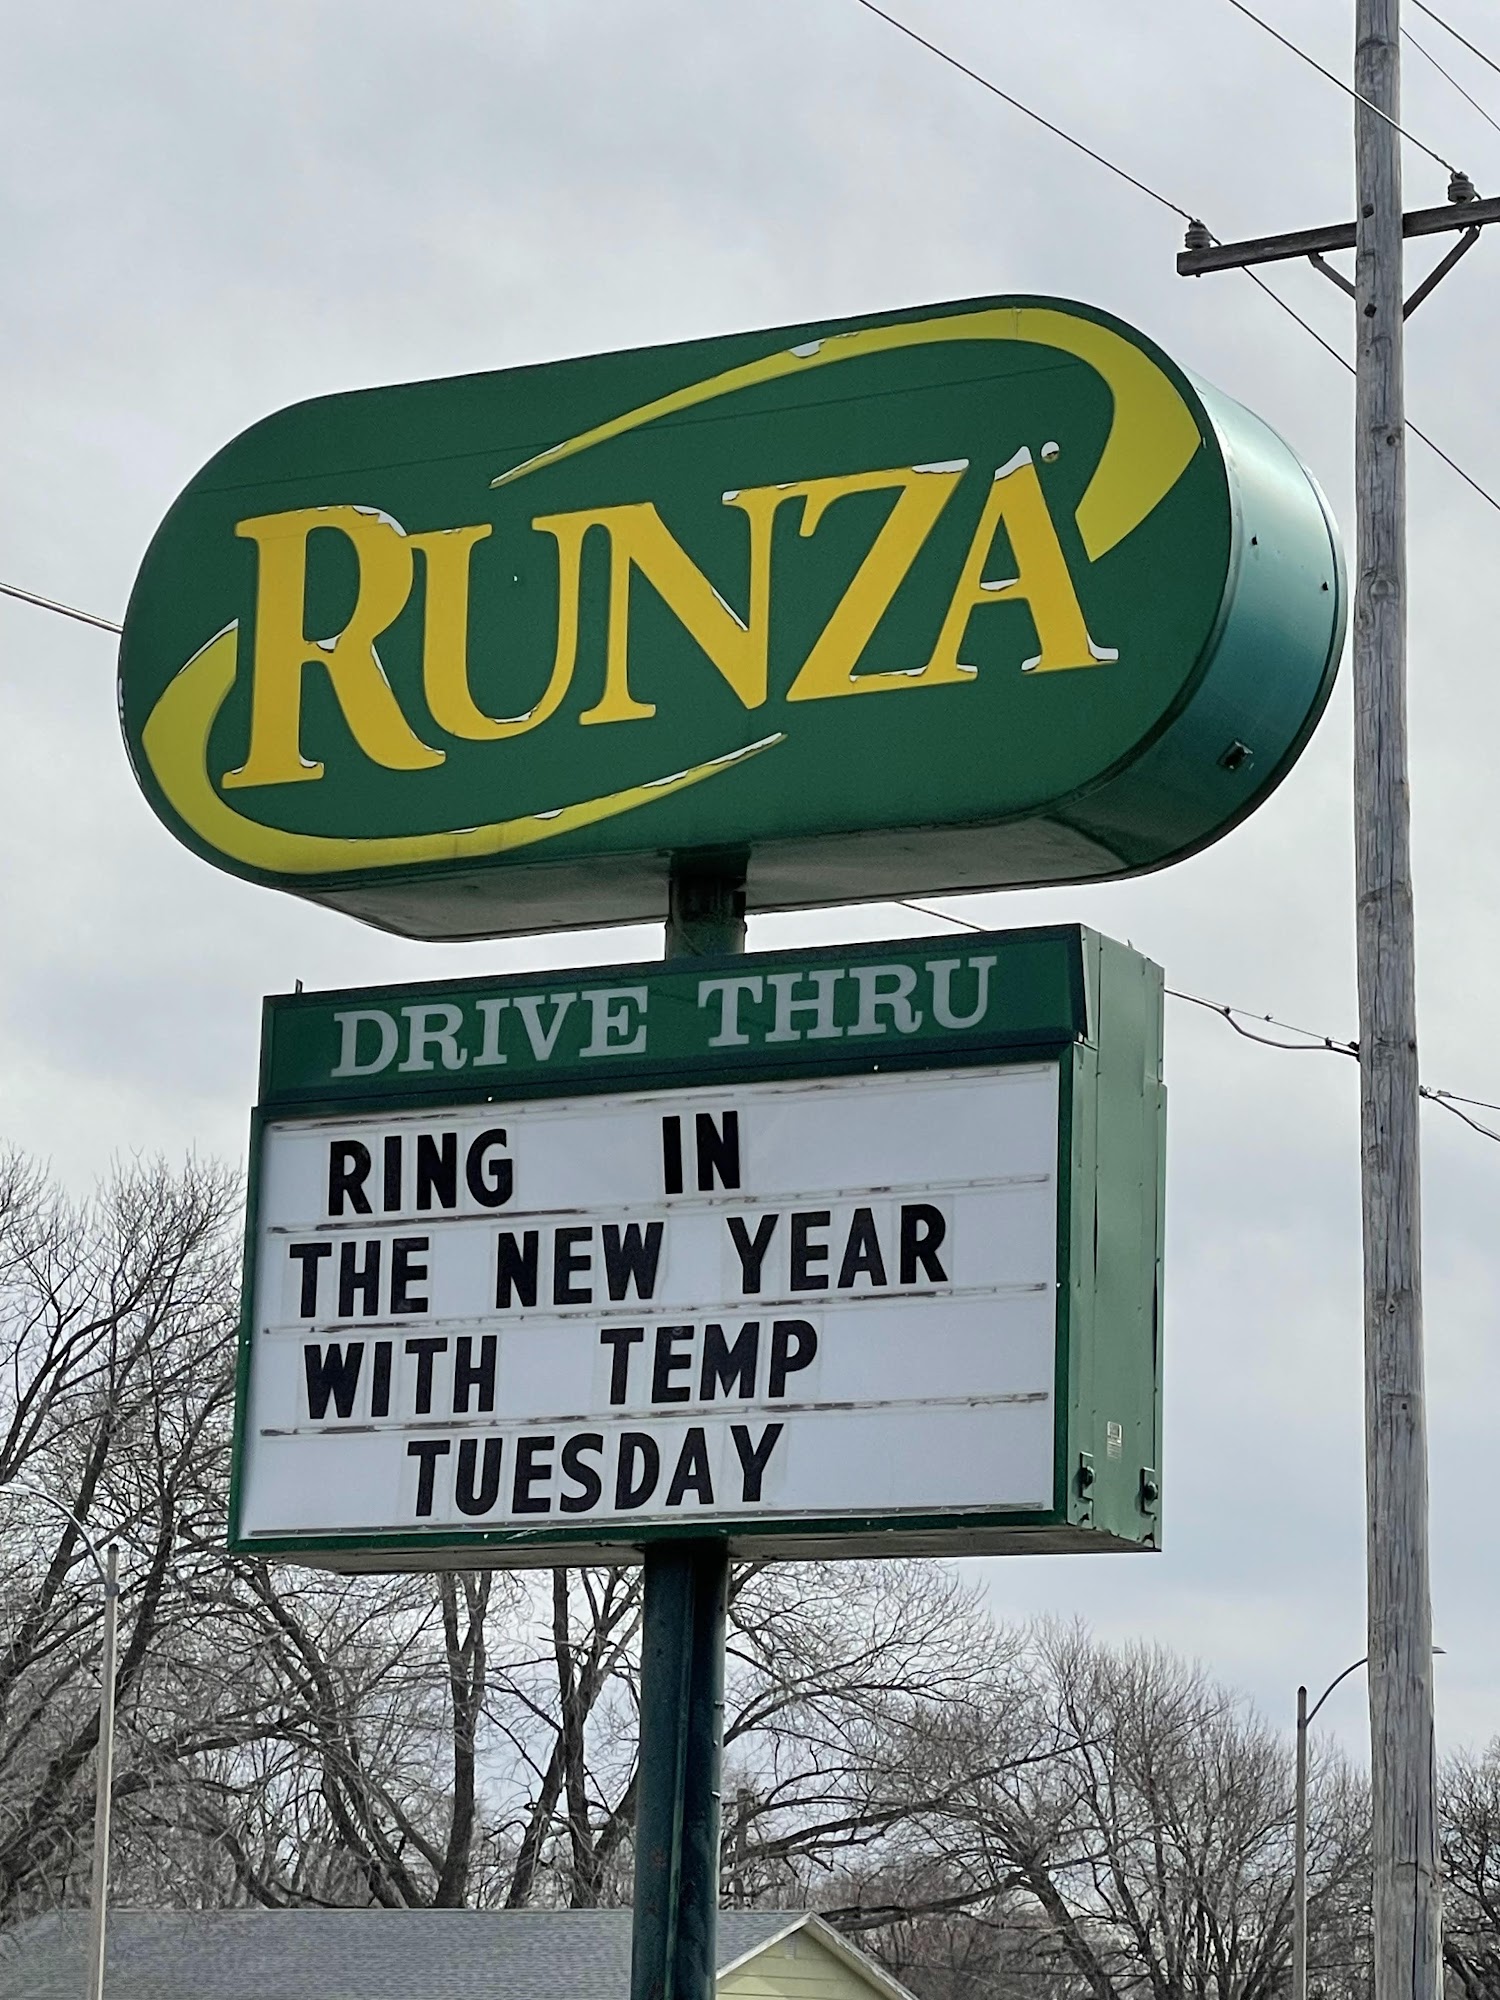 RUNZA
DRIVE THRU
RING IN
THE NEW YEAR
WITH TEMP
TUESDAY